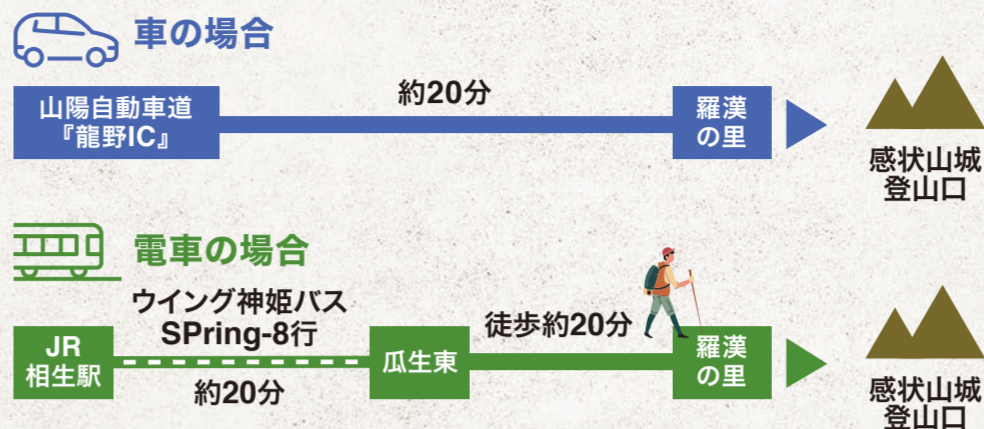 車の場合
山陽自動車道
『龍野IC』
約20分
羅漢
の里
感状山城
登山口
電車の場合
ウイング神姫バス
SPring-8行
JR
相生駅
約20分
瓜生東
徒歩約20分
羅漢
の里
感状山城
登山口